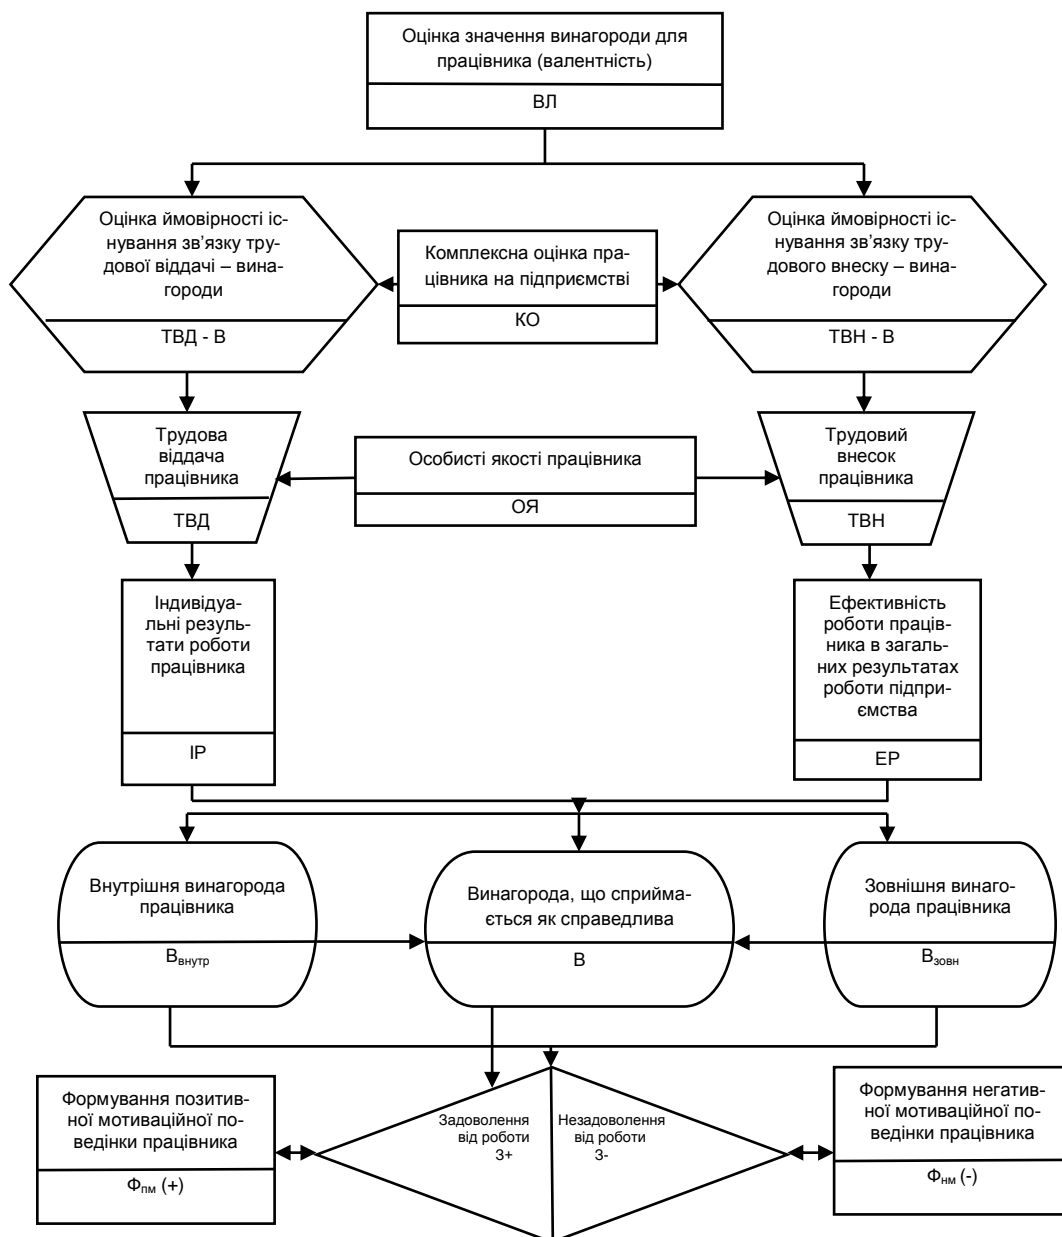 Оцінка значення винагороди для
працівника (валентність)
ВЛ
Оцінка ймовірності іс-
нування зв’язку тру-
дової віддачі – вина-
городи
ТВД - В
Комплексна оцінка пра-
цівника на підприємстві
КО
Оцінка ймовірності іс-
нування зв’язку тру-
дового внеску – вина-
городи
ТВН - В
Трудова
віддача
працівника
ТВД
Особисті якості працівника
ОЯ
Трудовий
внесок
працівника
ТВН
Індивідуа-
льні резуль-
тати роботи
працівника
ІР
Ефективність
роботи праців-
ника в загаль-
них результатах
роботи підпри-
ємства
ЕР
Внутрішня винагорода
працівника
Ввнутр
Винагорода, що сприйма-
ється як справедлива
В
Зовнішня винаго-
рода працівника
Взовн
Формування позитив-
ної мотиваційної по-
ведінки працівника
Фпм (+)
Задоволення
від роботи
З+
Незадоволення
від роботи
З-
Формування негатив-
ної мотиваційної по-
ведінки працівника
Фнм (-)